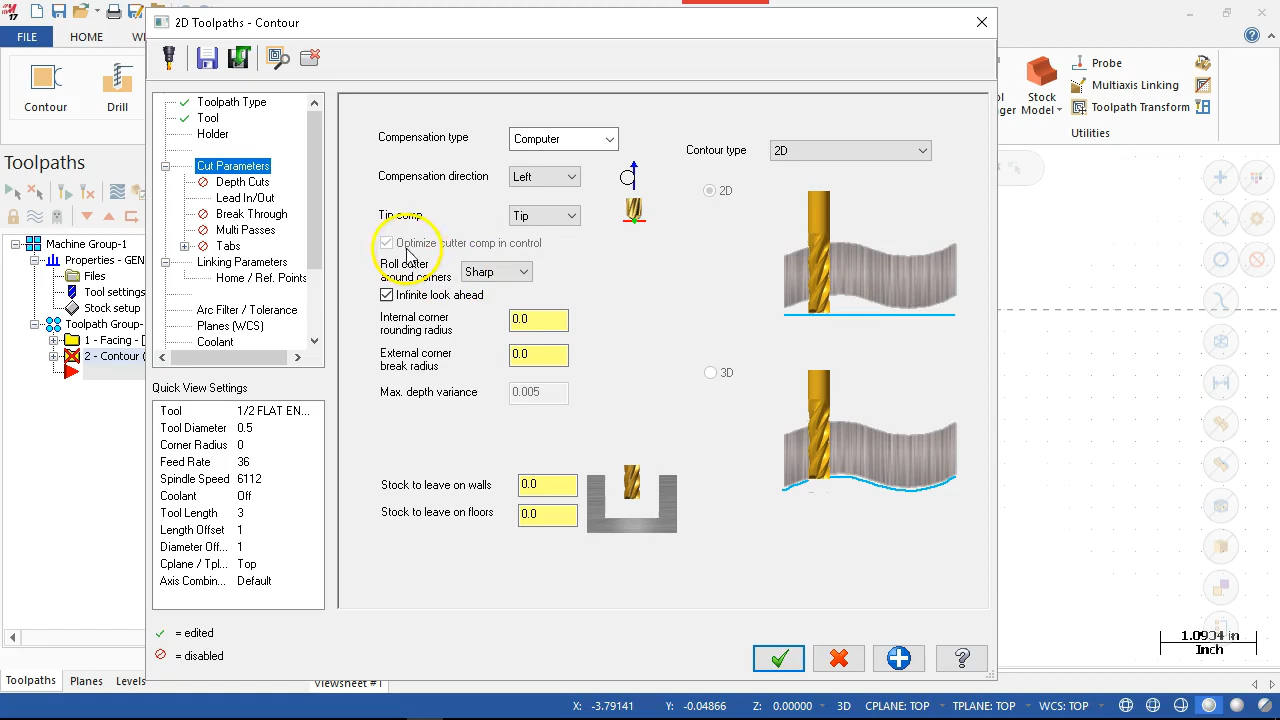 17
2D Toolpaths - Contour
FILE
HOME
Contour
Drill
Stock
Model
Probe
Multiaxis Linking
Toolpath Transform
Utilities
Toolpaths
Machine Group-1
Properties - GEN
Files
Tool settings
Stock setup
Toolpath Group-
1 - Facing - 
2 - Contour (
Toolpath Type
Tool
Holder
Cut Parameters
Depth Cuts
Lead In/Out
Break Through
Multi Passes
Tabs
Linking Parameters
Home / Ref. Points
Arc Filter / Tolerance
Planes (WCS)
Coolant
Quick View Settings
Tool 1/2 FLAT EN...
Tool Diameter 0.5
Corner Radius 0
Feed Rate 36
Spindle Speed 6112
Coolant Off
Tool Length 3
Length Offset 1
Diameter Off... 1
Cplane / Tpl... Top
Axis Combin... Default
= edited
= disabled
Compensation type Computer
Compensation direction Left
Tip comp Tip
Optimize cutter comp in control
Roll cutter
around corners Sharp
Infinite look ahead
Internal corner
rounding radius 0.0
External corner
break radius 0.0
Max. depth variance 0.005
Stock to leave on walls 0.0
Stock to leave on floors 0.0
Contour type 2D
2D
3D
1.0904 in
Inch
Toolpaths
Planes
Levels
Viewsheet #1
X: -3.79141
Y: -0.04866
Z: 0.00000
3D
CPLANE: TOP
TPLANE: TOP
WCS: TOP